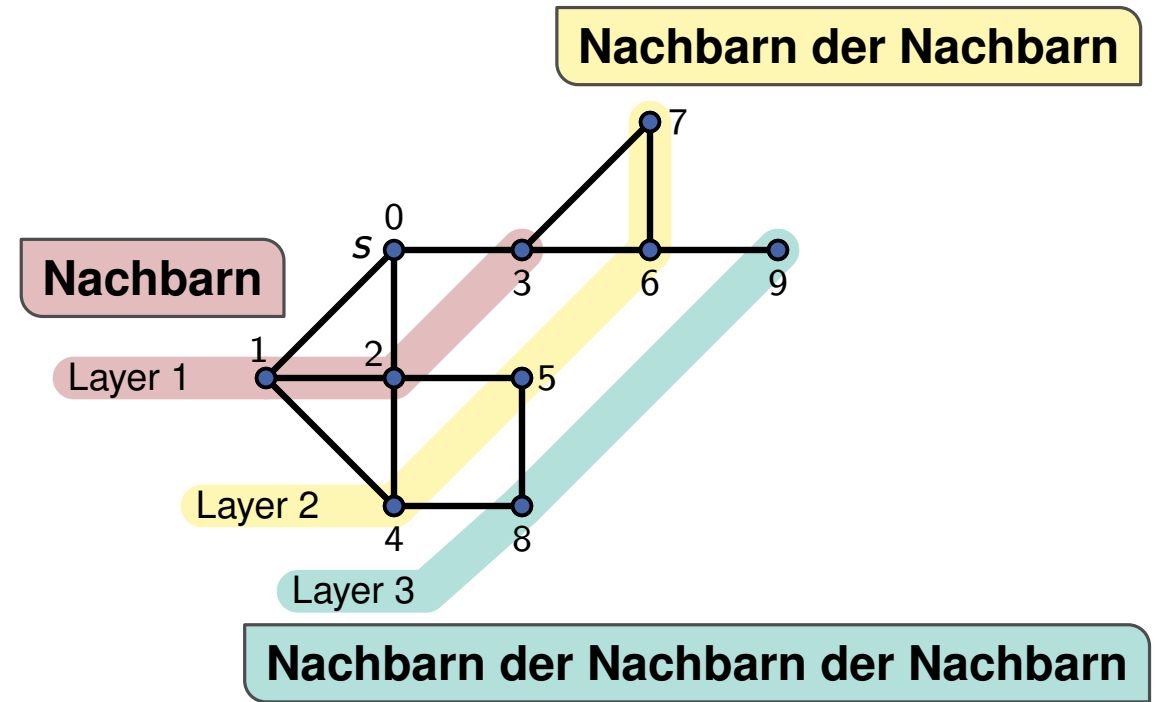 Nachbarn der Nachbarn
7
0
s
Nachbarn
3
6
9
1
2
Layer 1
5
Layer 2
4
8
Layer 3
Nachbarn der Nachbarn der Nachbarn